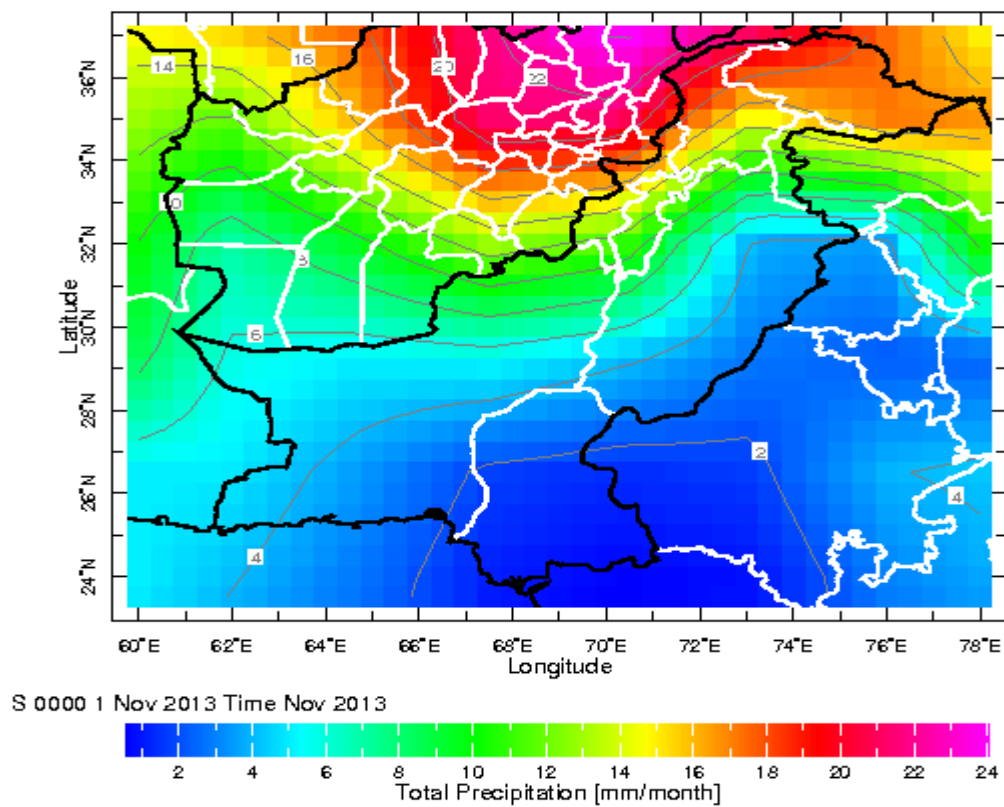 14
16
20
22
10
8
6
2
4
4
36°N
34°N
32°N
30°N
28°N
26°N
24°N
Latitude
60°E 62°E 64°E 66°E 68°E 70°E 72°E 74°E 76°E 78°E
Longitude
S 0000 1 Nov 2013 Time Nov 2013
2 4 6 8 10 12 14 16 18 20 22 24
Total Precipitation [mm/month]